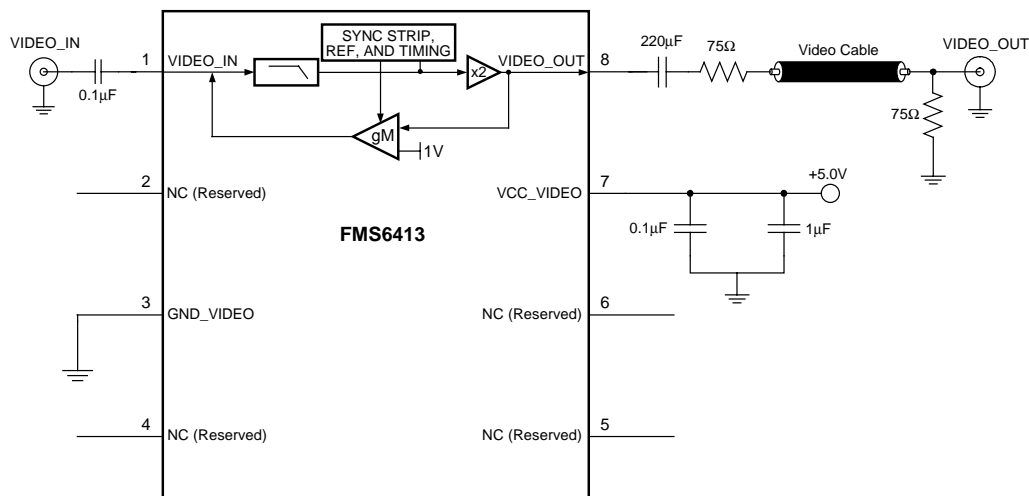 VIDEO_IN
0.1µF
1
VIDEO_IN
SYNC STRIP,
REF, AND TIMING
x2
VIDEO_OUT
8
gM
1V
220µF
75Ω
Video Cable
VIDEO_OUT
75Ω
2
NC (Reserved)
7
VCC_VIDEO
+5.0V
0.1µF
1µF
FMS6413
3
GND_VIDEO
6
NC (Reserved)
4
NC (Reserved)
5
NC (Reserved)